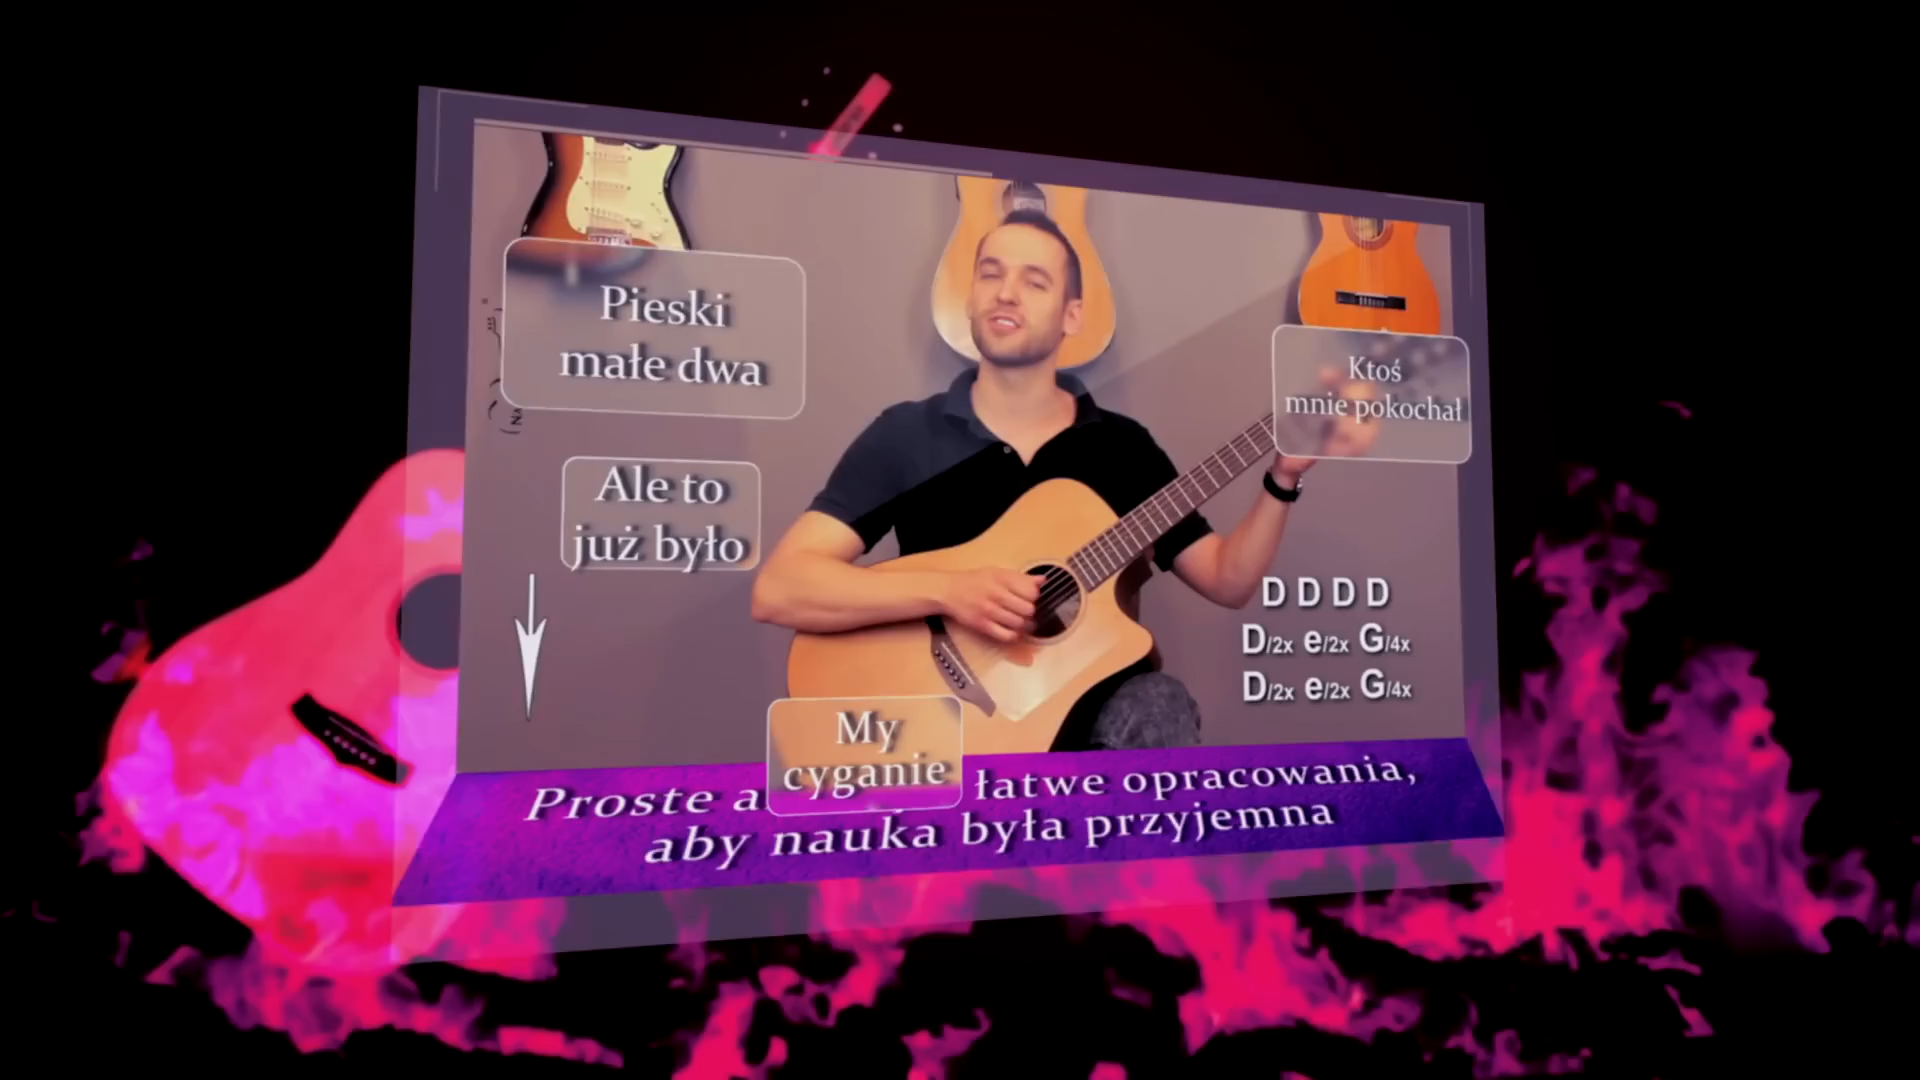 Pieski
małe dwa
Ktoś
mnie pokochał
Ale to
już było
D D D D
D/2x e/2x G/4x
D/2x e/2x G/4x
My
cyganie
Proste łatwe opracowania,
aby nauka była przyjemna